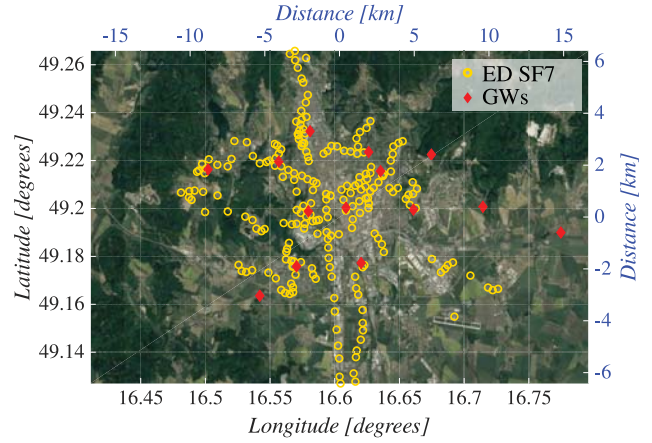 Distance [km]
-15 -10 -5 0 5 10 15
49.26
49.24
49.22
49.2
49.18
49.16
49.14
Latitude [degrees]
ED SF7
GWs
6
4
2
0
-2
-4
-6
Distance [km]
16.45 16.5 16.55 16.6 16.65 16.7 16.75
Longitude [degrees]